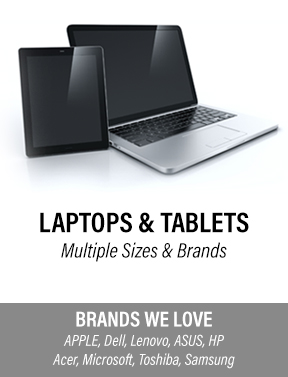 LAPTOPS & TABLETS
Multiple Sizes & Brands
BRANDS WE LOVE
APPLE, Dell, Lenovo, ASUS, HP
Acer, Microsoft, Toshiba, Samsung